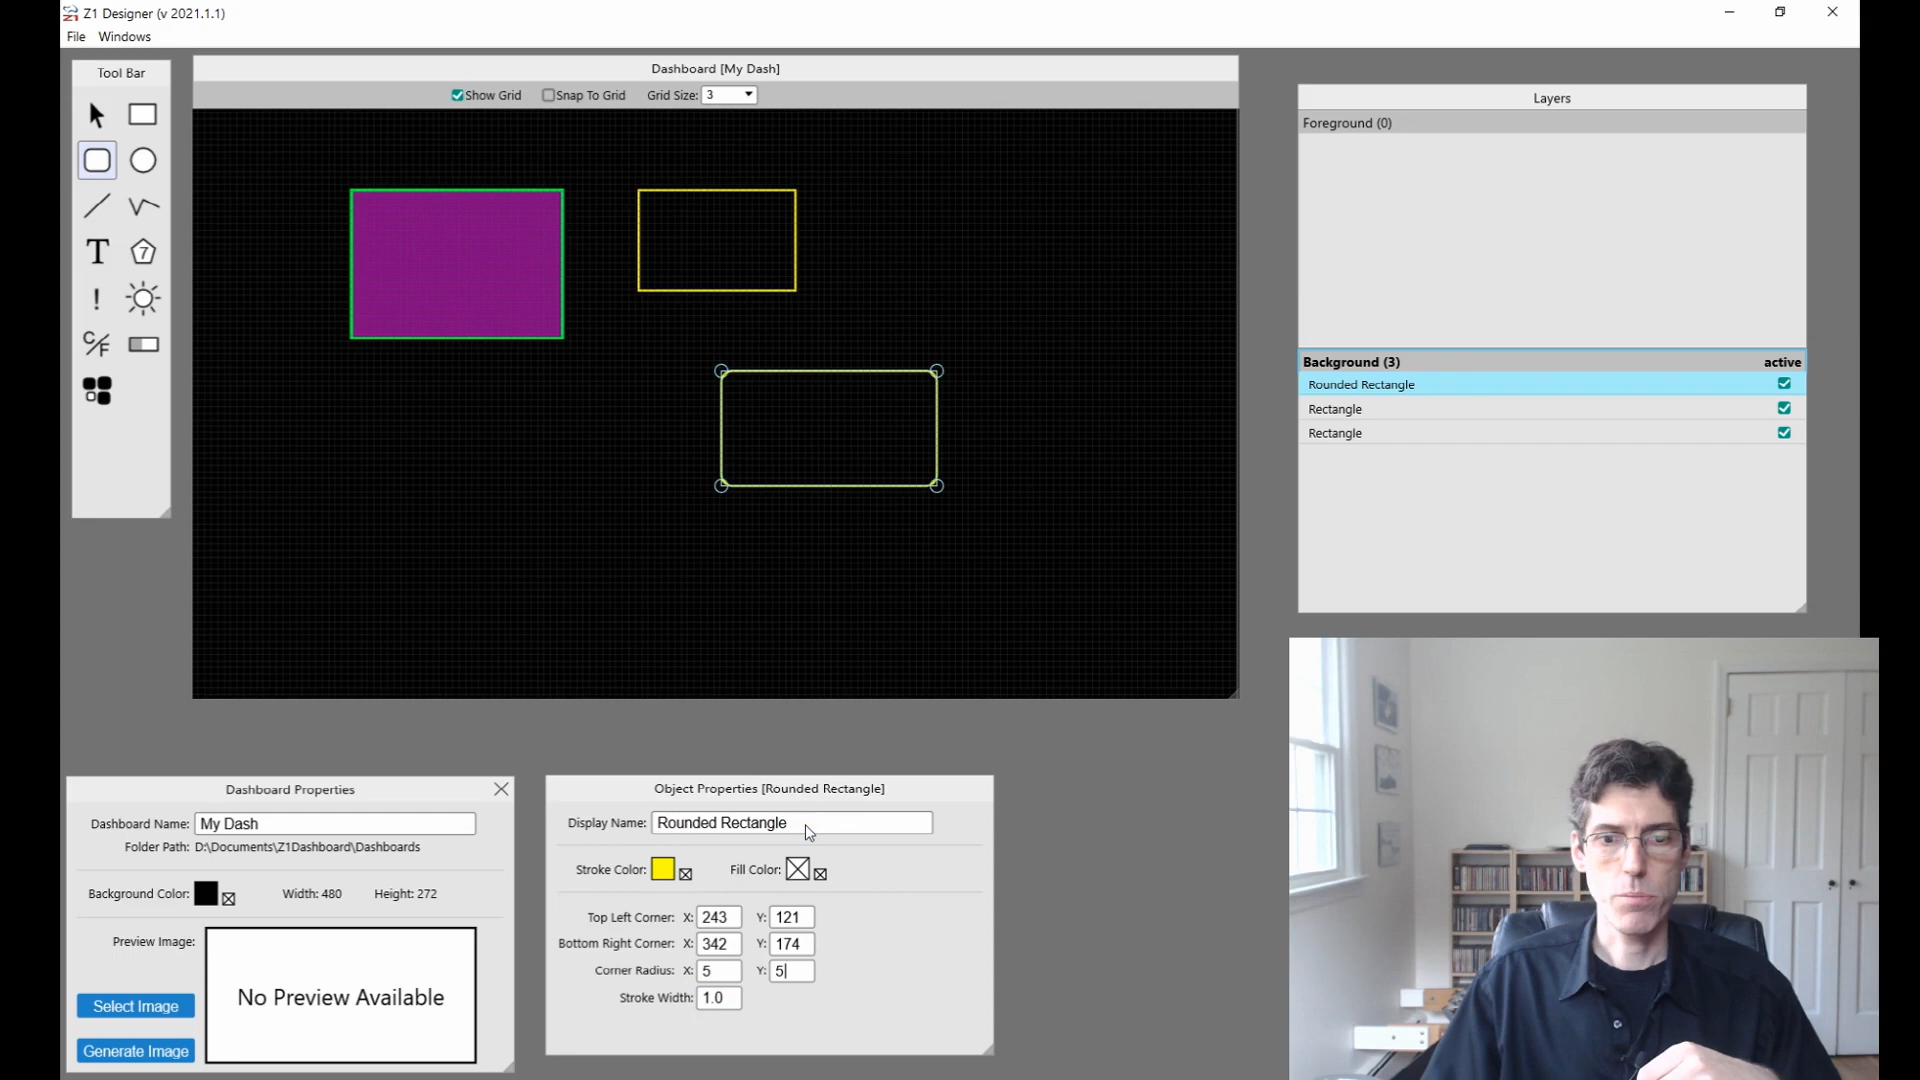 Z1 Designer (v 2021.1.1)
File Windows
Tool Bar
T 7
!
C/F
Dashboard [My Dash]
Show Grid Snap To Grid Grid Size: 3
Layers
Foreground (0)
Background (3) active
Rounded Rectangle
Rectangle
Rectangle
Dashboard Properties
Dashboard Name: My Dash
Folder Path: D:\Documents\Z1Dashboard\Dashboards
Background Color: Width: 480 Height: 272
Preview Image:
No Preview Available
Select Image
Generate Image
Object Properties [Rounded Rectangle]
Display Name: Rounded Rectangle
Stroke Color: Fill Color:
Top Left Corner: X: 243 Y: 121
Bottom Right Corner: X: 342 Y: 174
Corner Radius: X: 5 Y: 5
Stroke Width: 1.0